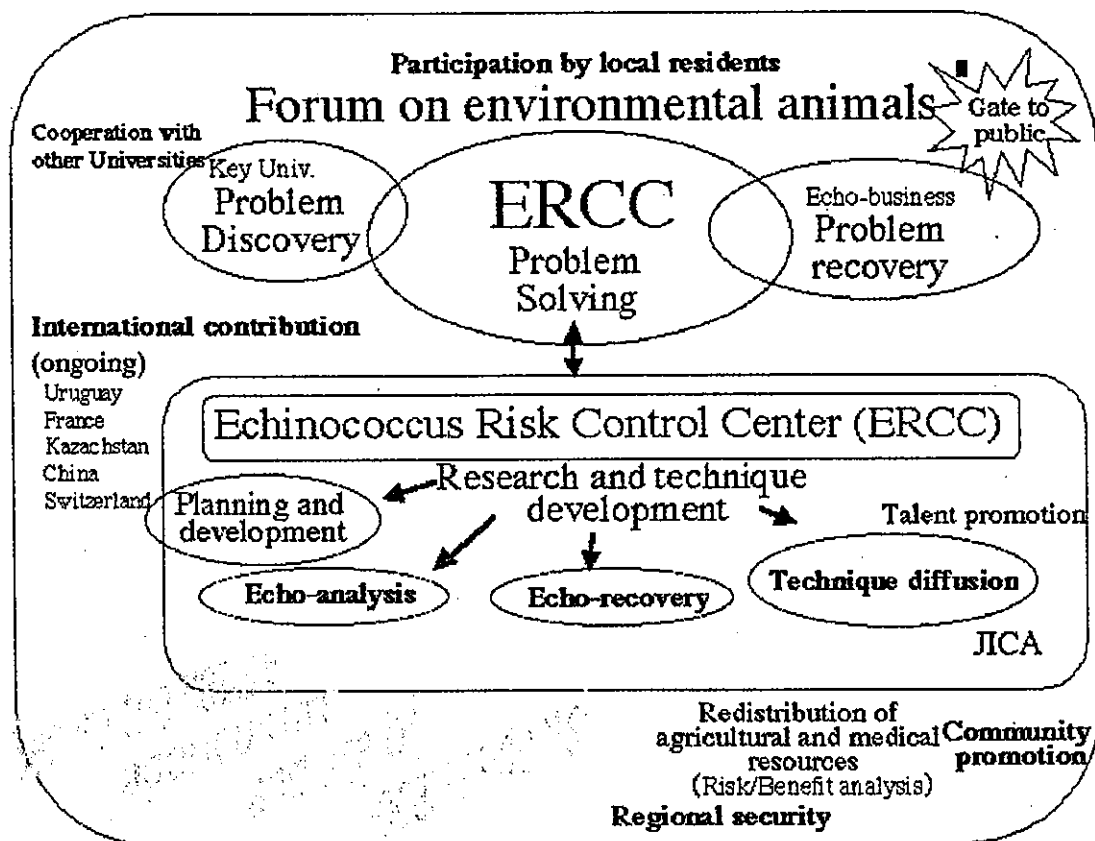 Participation by local residents
Forum on environmental animals
Gate to
public
Cooperation with
other Universities
Key Univ.
Problem
Discovery
ERCC
Problem
Solving
Echo-business
Problem
recovery
International contribution
(ongoing)
Uruguay
France
Kazachstan
China
Switzerland
Echinococcus Risk Control Center (ERCC)
Research and technique
development
Planning and
development
Talent promotion
Echo-analysis
Echo-recovery
Technique diffusion
JICA
Redistribution of
agricultural and medical
resources
(Risk/Benefit analysis)
Community
promotion
Regional security